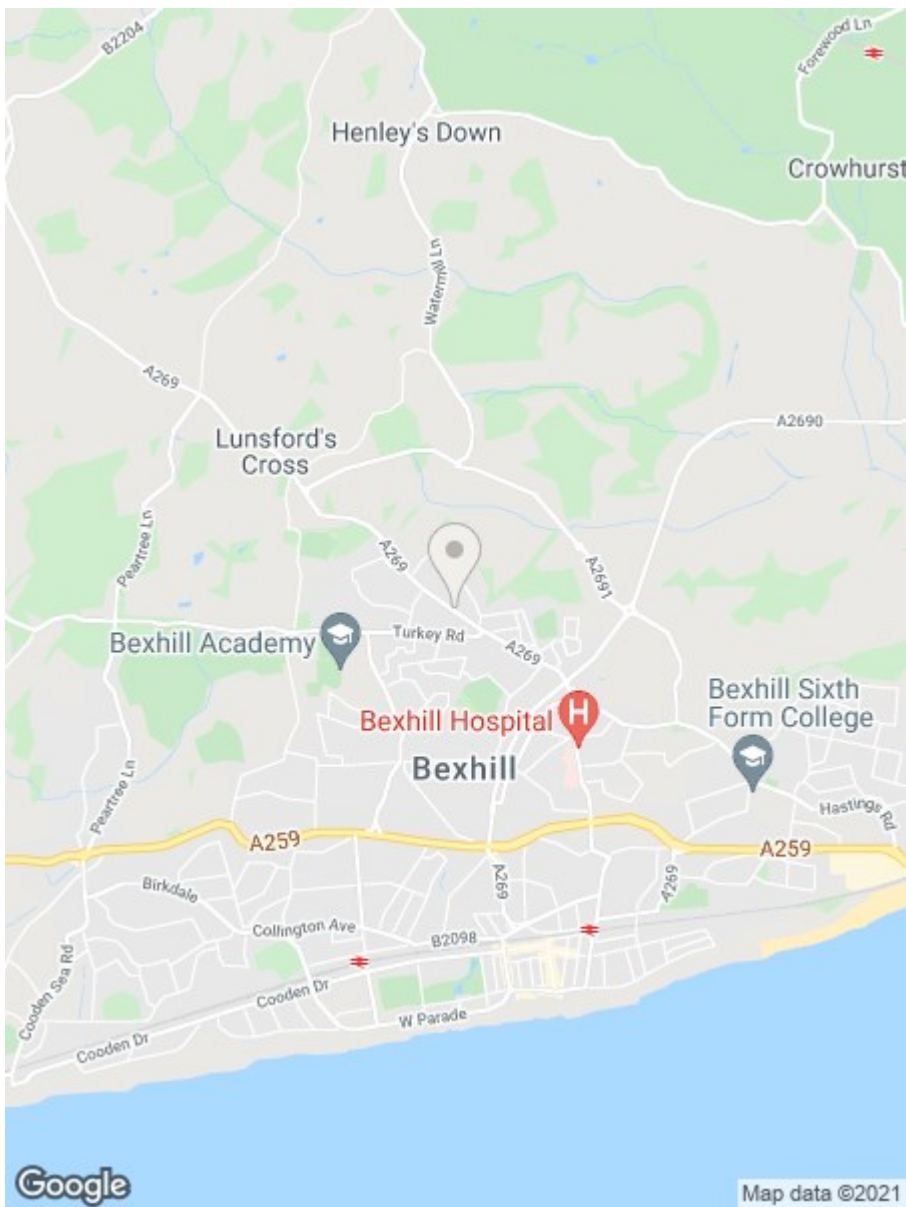 B2204
Forewood Ln
Henley's Down
Crowhurst
Watermill Ln
A269
A2690
Lunsford's
Cross
Peartree Ln
A269
A2691
Turkey Rd
Bexhill Academy
A269
Bexhill Sixth
Form College
Bexhill Hospital
H
Bexhill
Peartree Ln
Hastings Rd
A259
A259
Birkdale
A269
A269
Collington Ave
B2098
Cooden Sea Rd
Cooden Dr
W Parade
Cooden Dr
Google
Map data ©2021